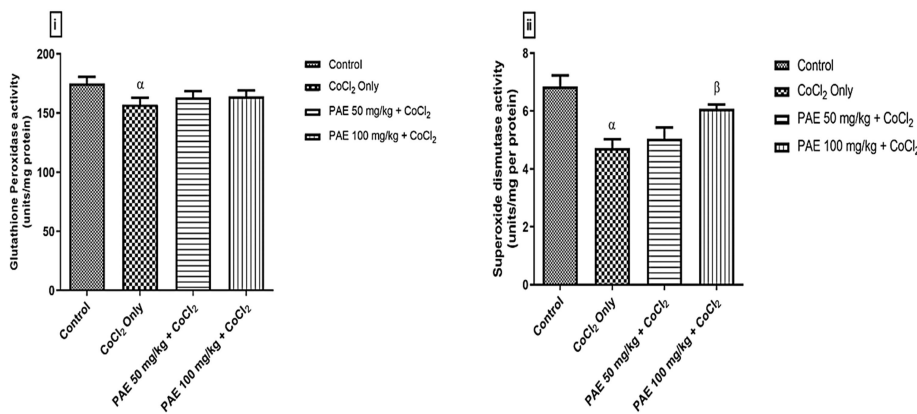 i
Glutathione Peroxidase activity
(units/mg protein)
200
150
100
50
0
α
Control
CoCl₂ Only
PAE 50 mg/kg + CoCl₂
PAE 100 mg/kg + CoCl₂
Control
CoCl₂ Only
PAE 50 mg/kg + CoCl₂
PAE 100 mg/kg + CoCl₂
ii
Superoxide dismutase activity
(units/mg per protein)
8
6
4
2
0
α
β
Control
CoCl₂ Only
PAE 50 mg/kg + CoCl₂
PAE 100 mg/kg + CoCl₂
Control
CoCl₂ Only
PAE 50 mg/kg + CoCl₂
PAE 100 mg/kg + CoCl₂